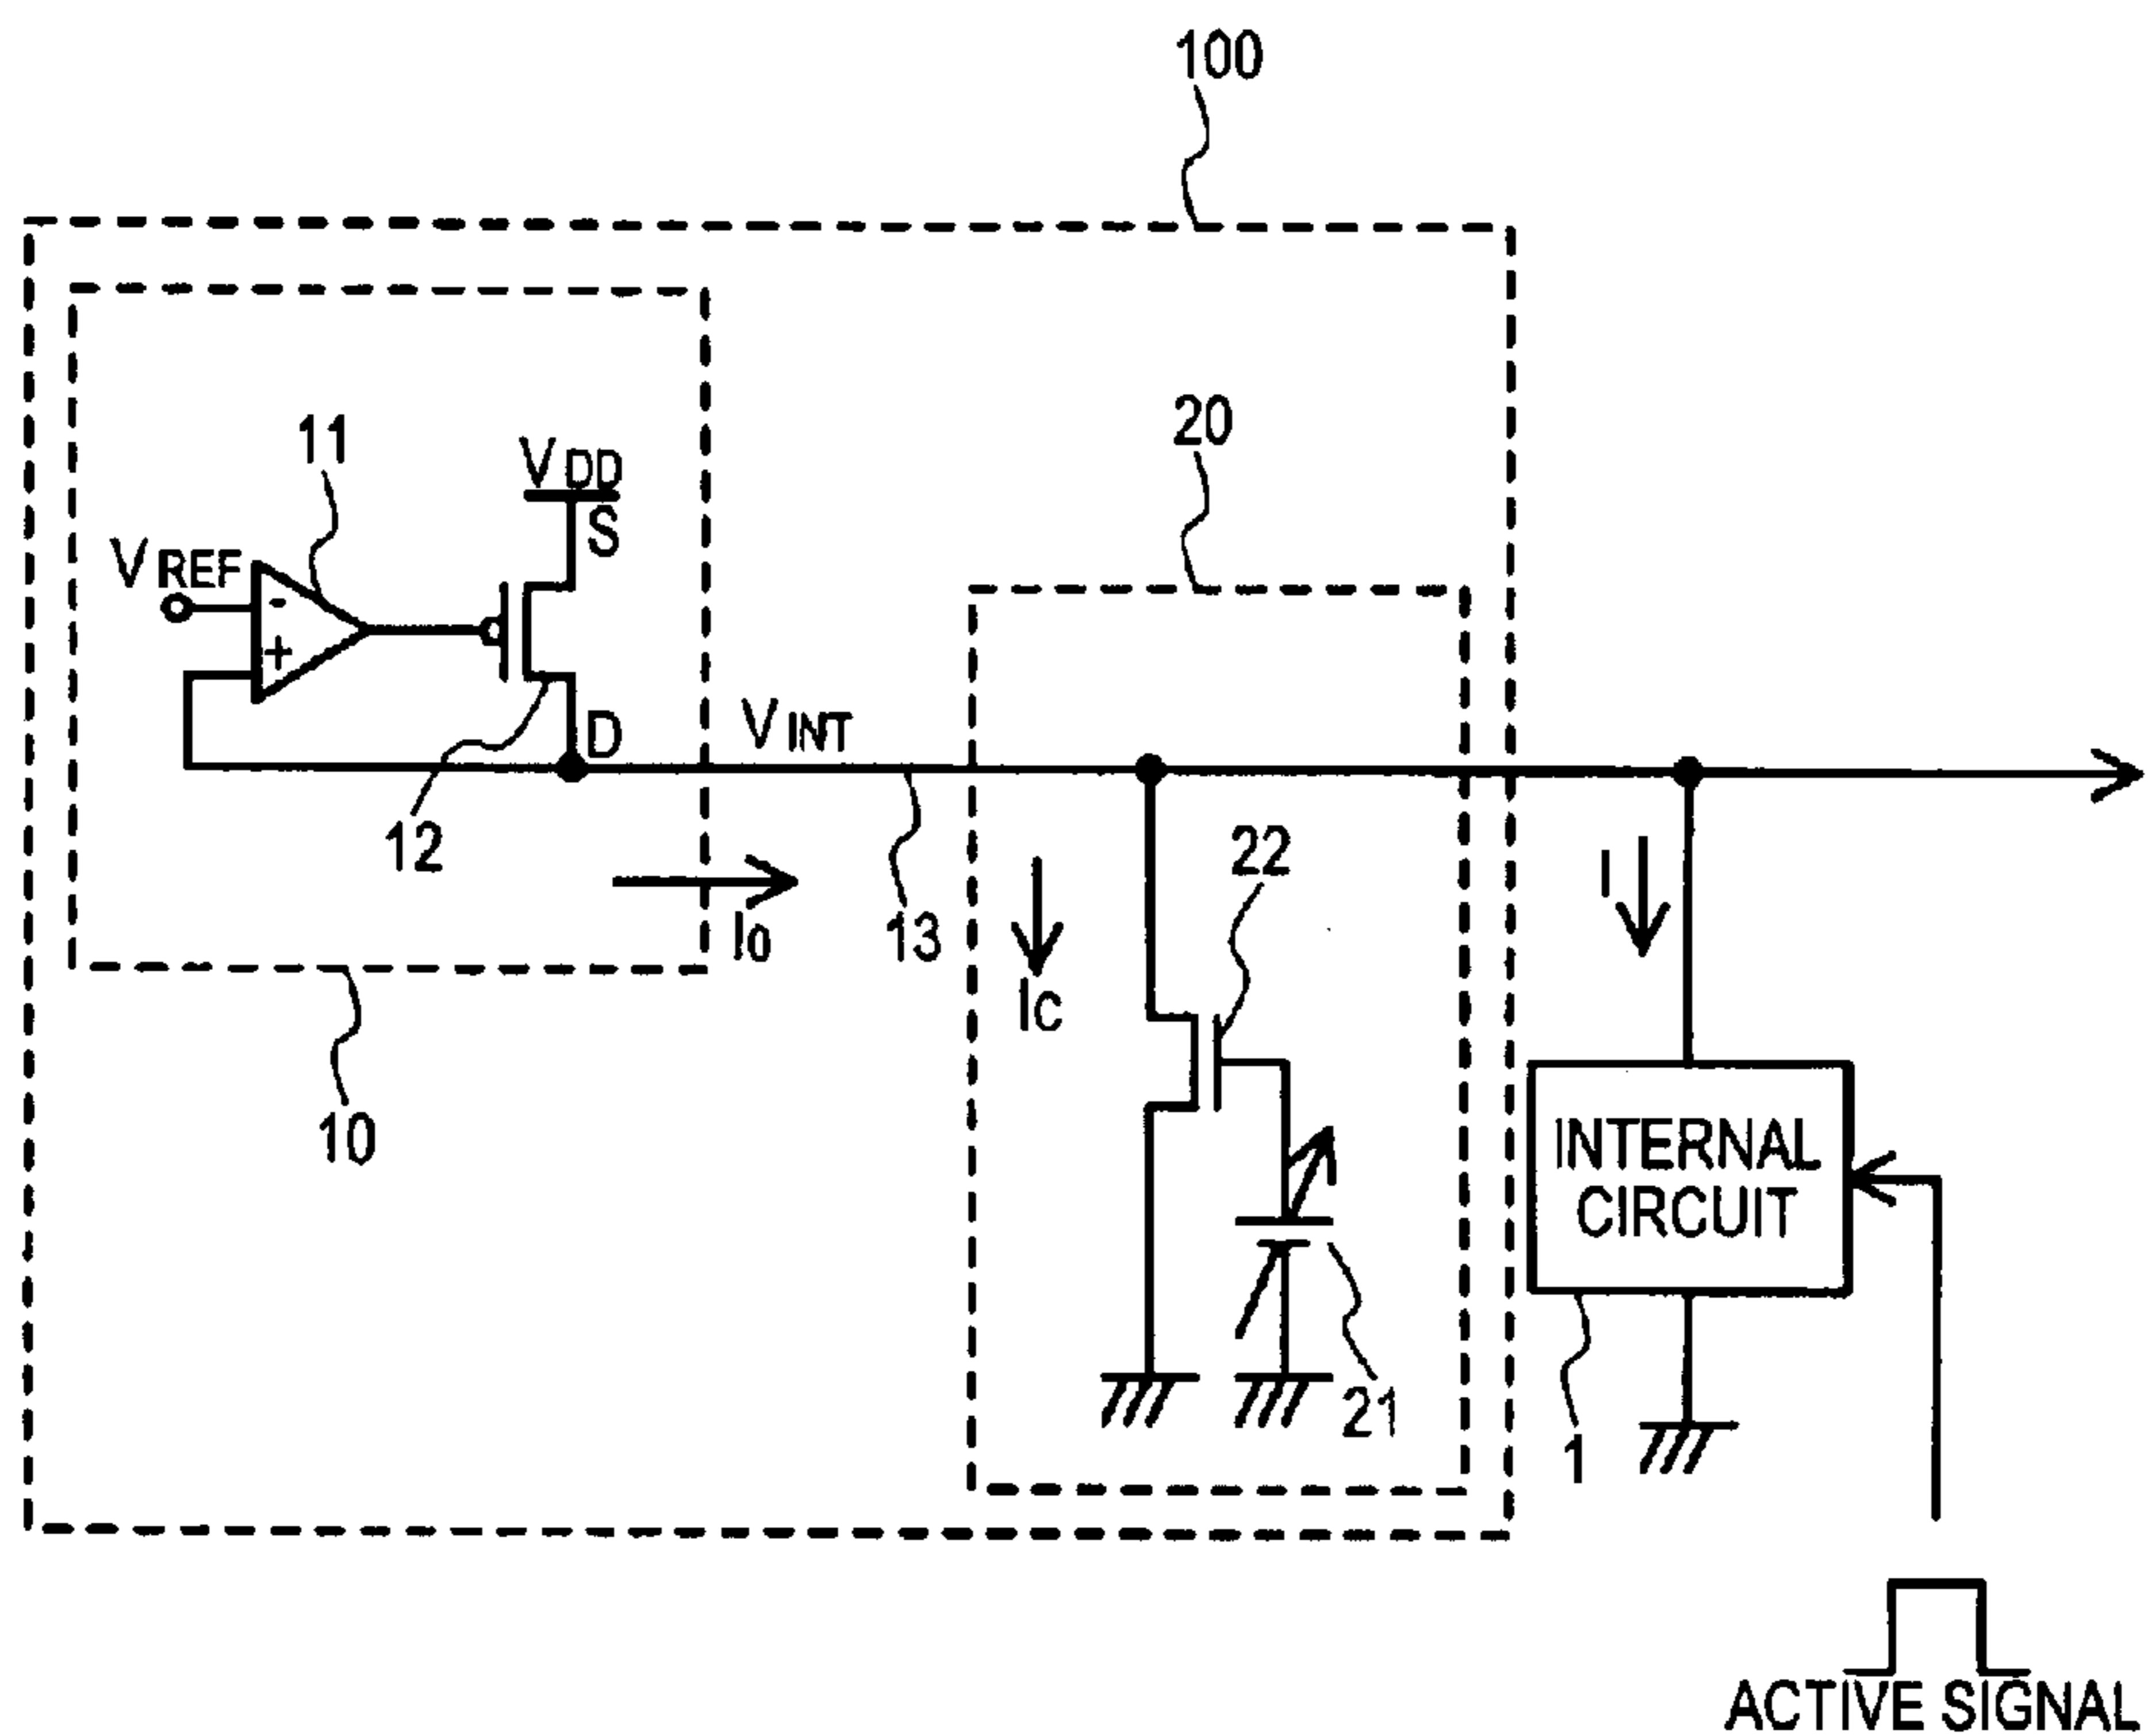 100
20
11
VDD
S
VREF
-
+
D
VINT
12
22
I
I0
13
IC
10
INTERNAL
CIRCUIT
21
1
ACTIVE SIGNAL